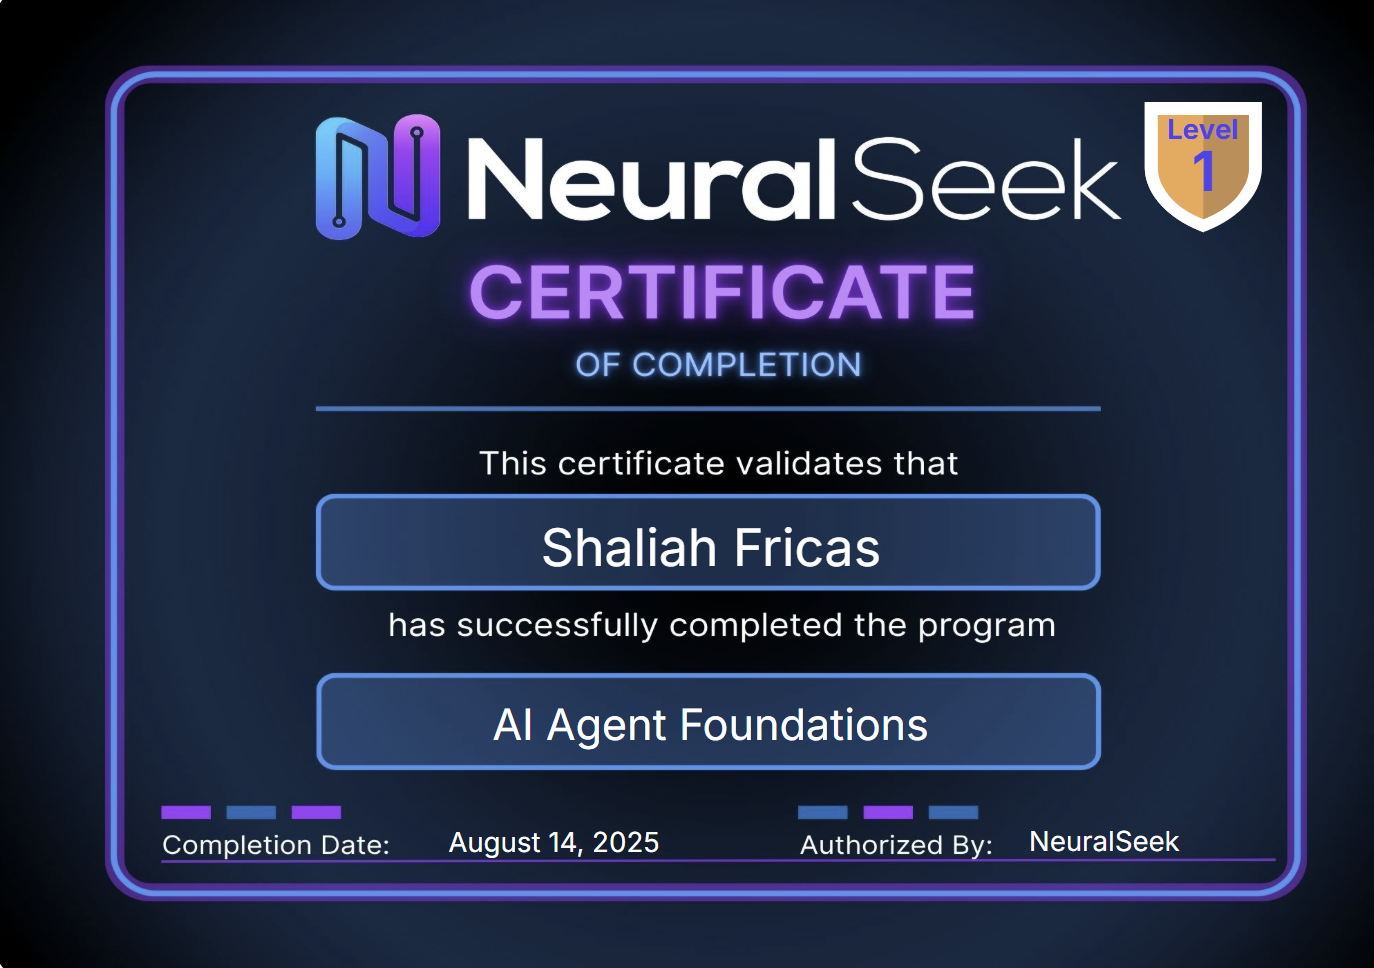 NeuralSeek
Level
1
CERTIFICATE
OF COMPLETION
This certificate validates that
Shaliah Fricas
has successfully completed the program
AI Agent Foundations
Completion Date: August 14, 2025
Authorized By: NeuralSeek